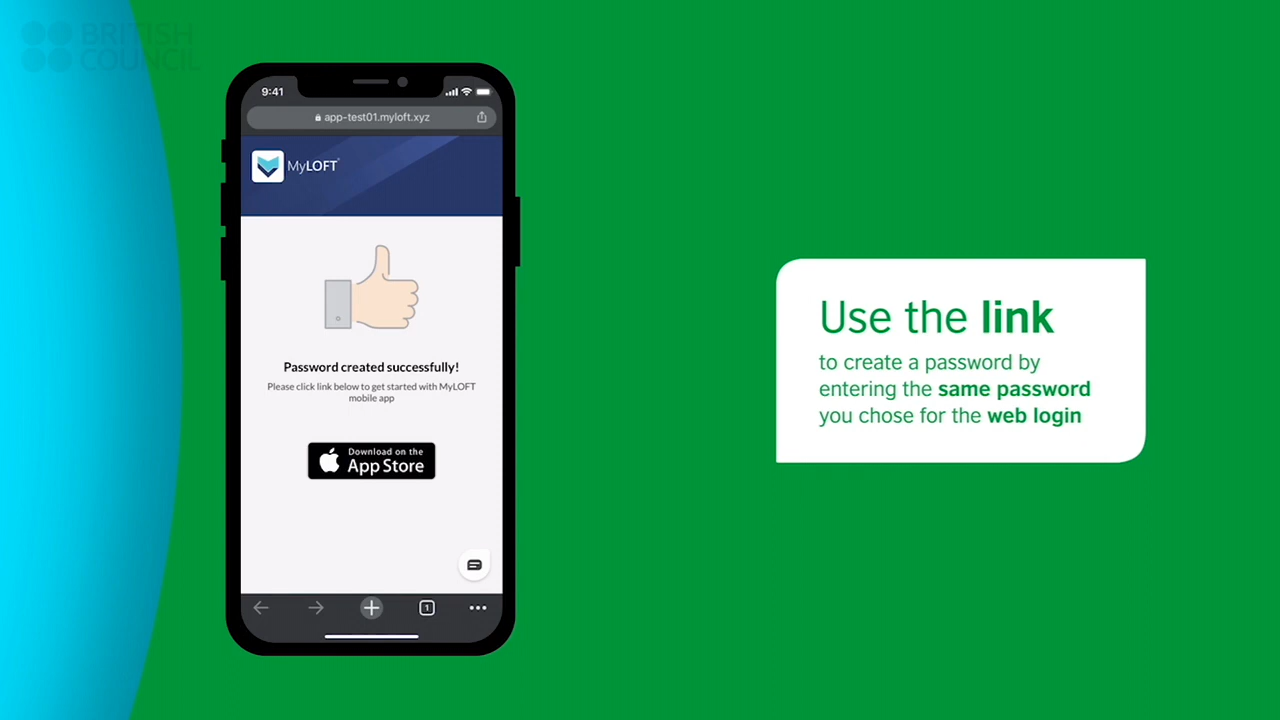 BRITISH
COUNCIL
9:41
app-test01.myloft.xyz
MyLOFT
Password created successfully!
Please click link below to get started with MyLOFT
mobile app
Download on the
App Store
1
Use the link
to create a password by
entering the same password
you chose for the web login